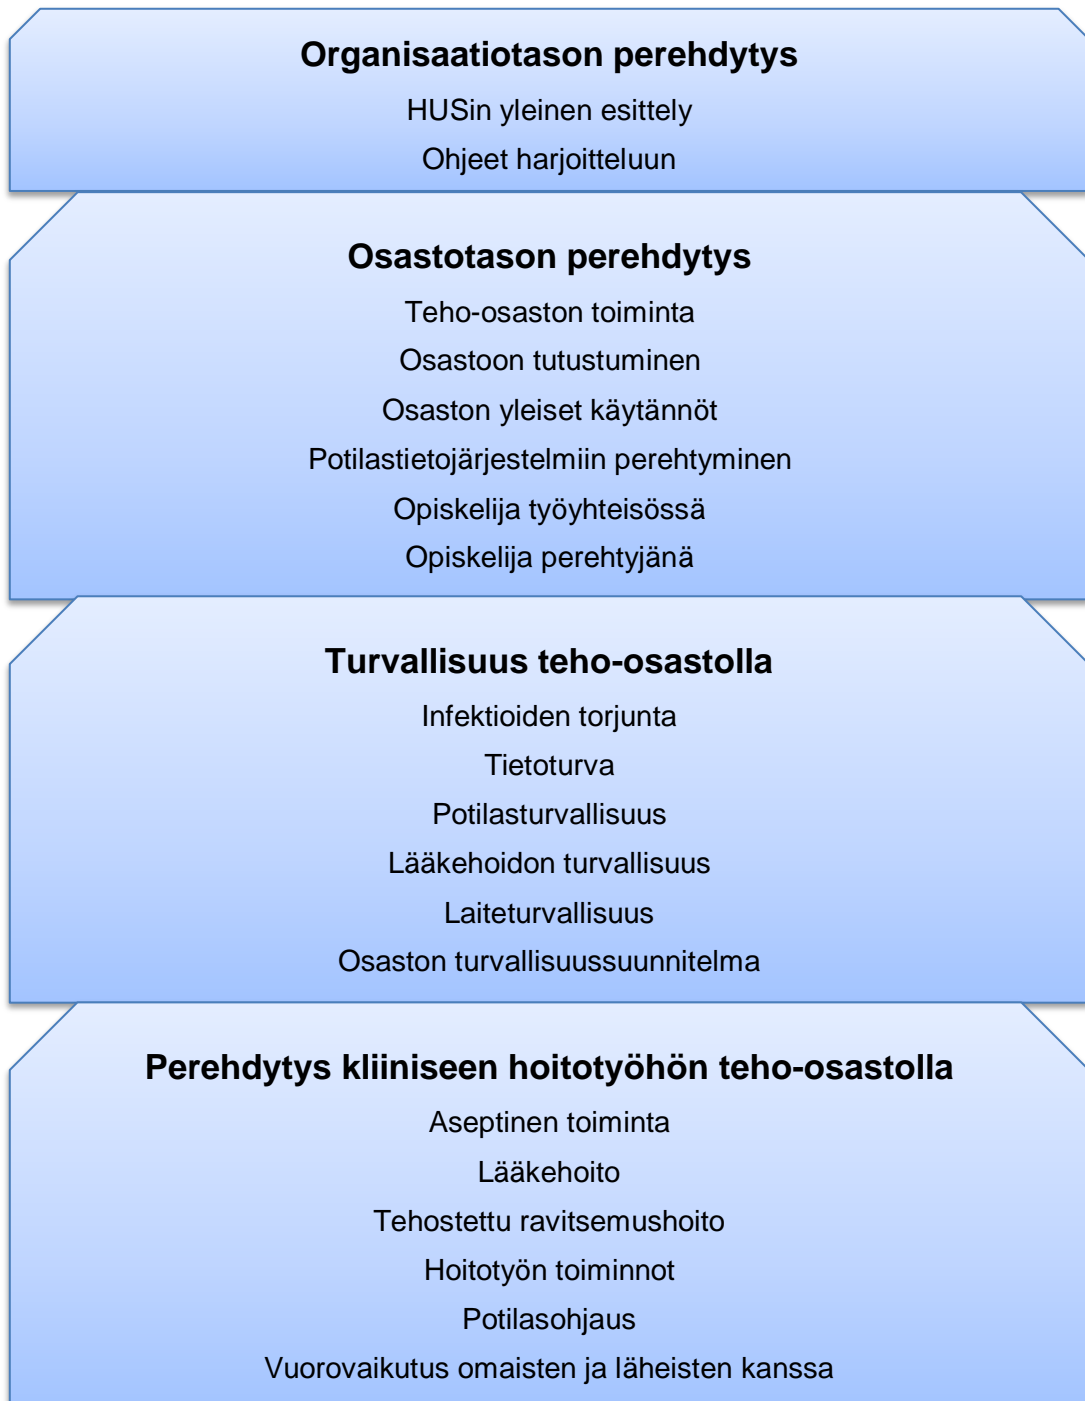 Organisaatiotason perehdytys
HUSin yleinen esittely
Ohjeet harjoitteluun
Osastotason perehdytys
Teho-osaston toiminta
Osastoon tutustuminen
Osaston yleiset käytännöt
Potilastietojärjestelmiin perehtyminen
Opiskelija työyhteisössä
Opiskelija perehtyjänä
Turvallisuus teho-osastolla
Infektioiden torjunta
Tietoturva
Potilasturvallisuus
Lääkehoidon turvallisuus
Laiteturvallisuus
Osaston turvallisuussuunnitelma
Perehdytys kliiniseen hoitotyöhön teho-osastolla
Aseptinen toiminta
Lääkehoito
Tehostettu ravitsemushoito
Hoitotyön toiminnot
Potilasohjaus
Vuorovaikutus omaisten ja läheisten kanssa